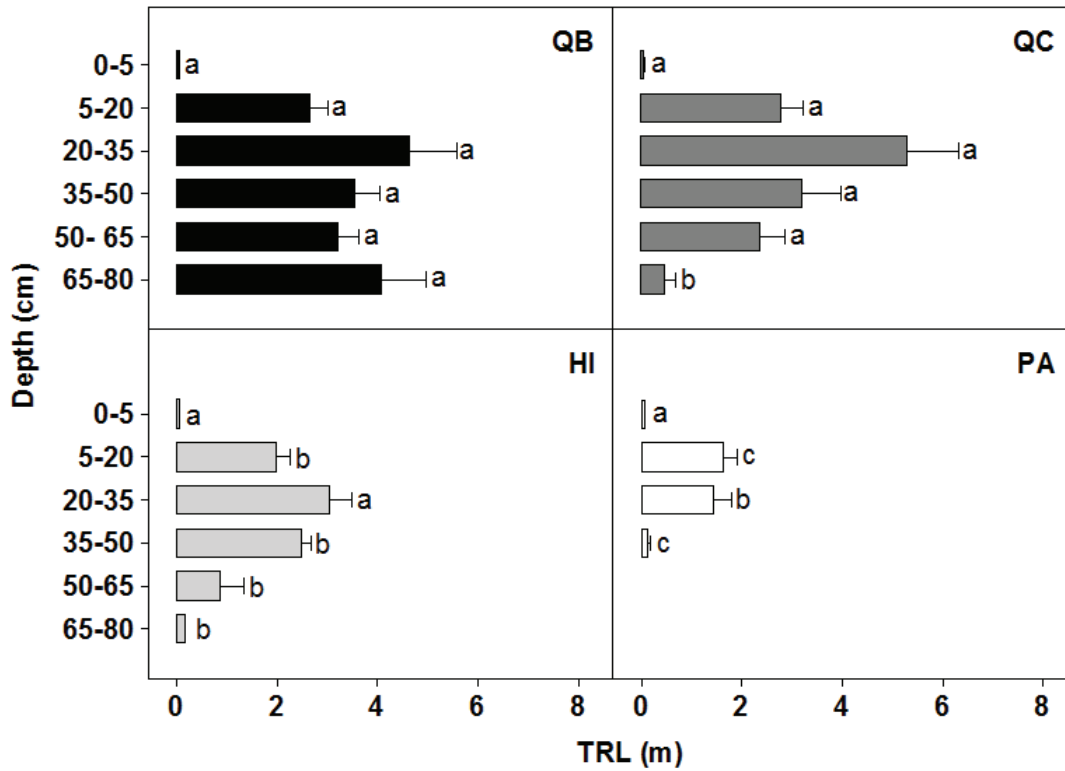 QB
QC
0-5 a a
5-20 a a
20-35 a a
35-50 a a
50- 65 a a
65-80 a b
Depth (cm)
HI
PA
0-5 a a
5-20 b c
20-35 a b
35-50 b c
50-65 b
65-80 b
0 2 4 6 8 0 2 4 6 8
TRL (m)